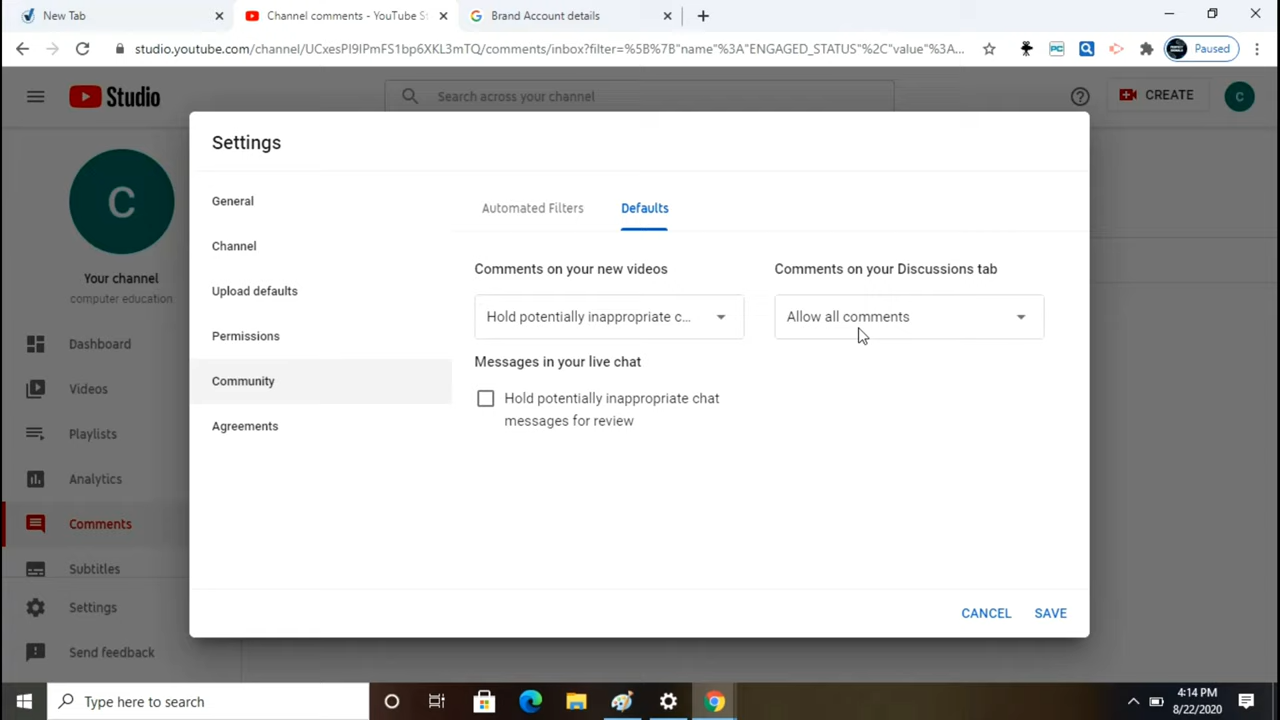 New Tab
Channel comments - YouTube St
Brand Account details
studio.youtube.com/channel/UCxesPI9IPmFS1bp6XKL3mTQ/comments/inbox?filter=%5B%7B"name"%3A"ENGAGED_STATUS"%2C"value"%3A...
PC
Paused
Studio
Search across your channel
CREATE
C
C
Your channel
computer education
Dashboard
Videos
Playlists
Analytics
Comments
Subtitles
Settings
Send feedback
Settings
General
Channel
Upload defaults
Permissions
Community
Agreements
Automated Filters
Defaults
Comments on your new videos
Hold potentially inappropriate c...
Comments on your Discussions tab
Allow all comments
Messages in your live chat
Hold potentially inappropriate chat
messages for review
CANCEL
SAVE
Type here to search
4:14 PM
8/22/2020